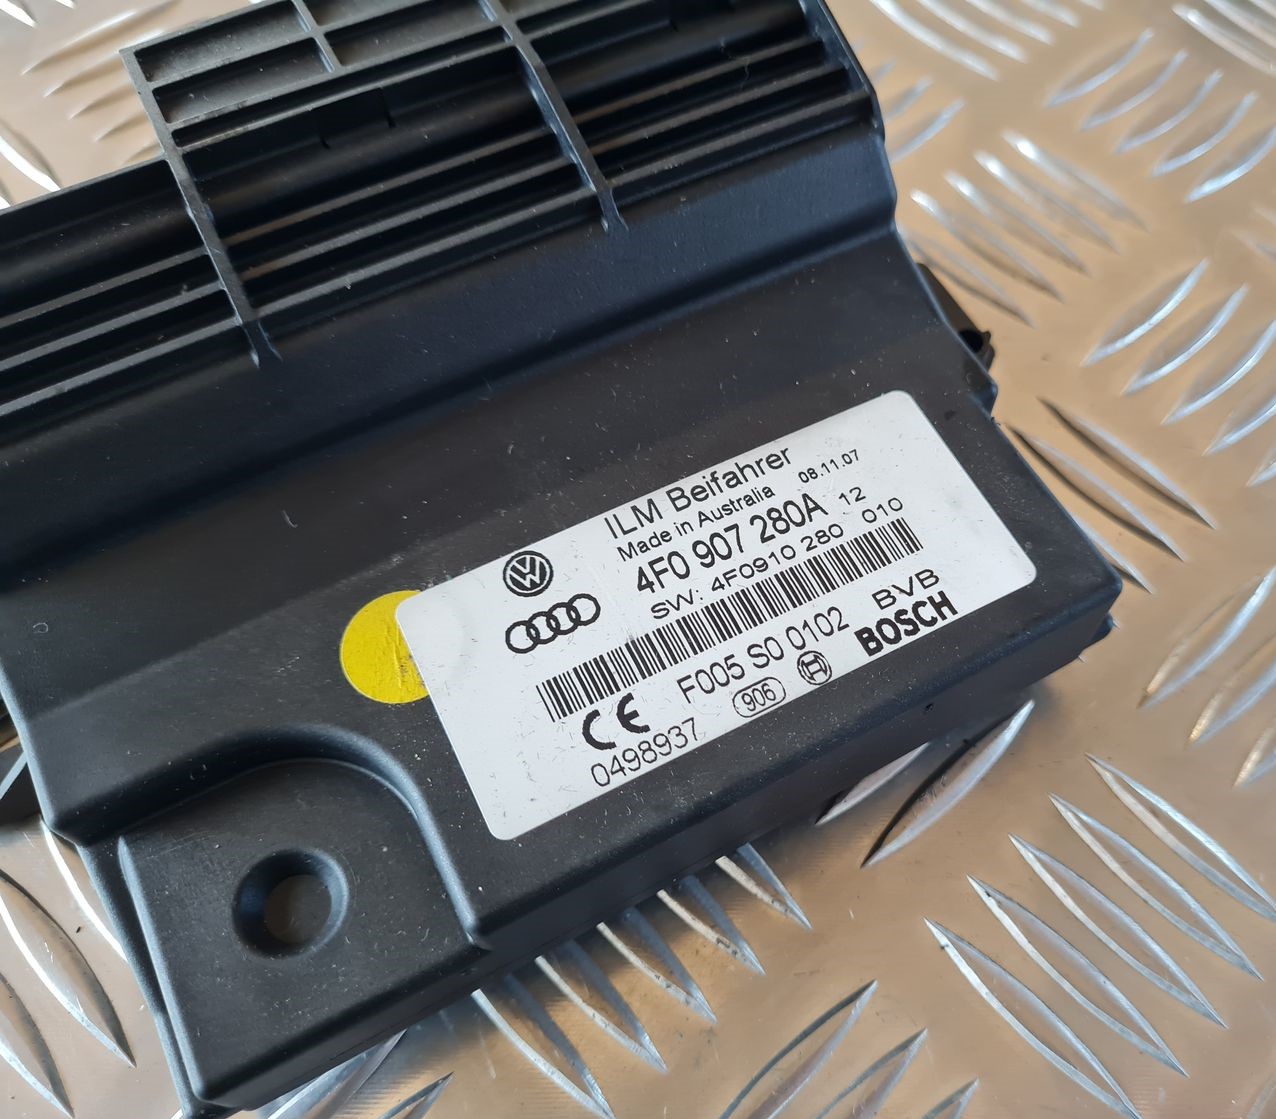 ILM Beifahrer
Made in Australia 08.11.07
4F0 907 280A 12
SW: 4F0910 280 010
F005 S0 0102 BVB
CE 906 BOSCH
0498937
VW